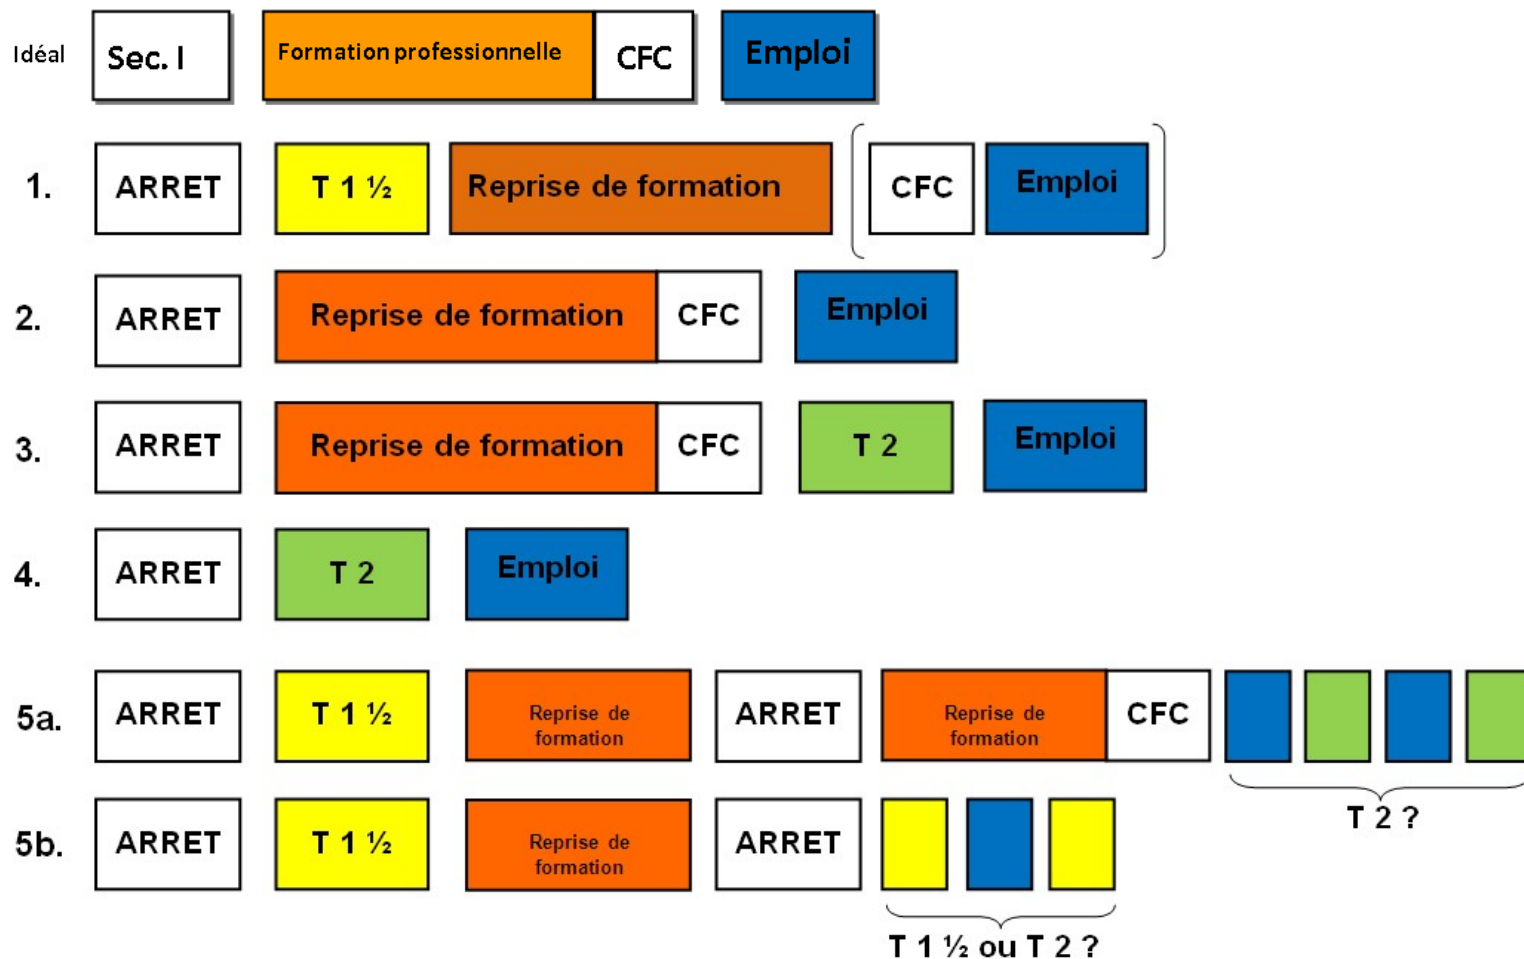 Idéal Sec. I Formation professionnelle CFC Emploi
1. ARRET T 1 ½ Reprise de formation CFC Emploi
2. ARRET Reprise de formation CFC Emploi
3. ARRET Reprise de formation CFC T 2 Emploi
4. ARRET T 2 Emploi
5a. ARRET T 1 ½ Reprise de
formation ARRET Reprise de
formation CFC
T 2 ?
5b. ARRET T 1 ½ Reprise de
formation ARRET
T 1 ½ ou T 2 ?